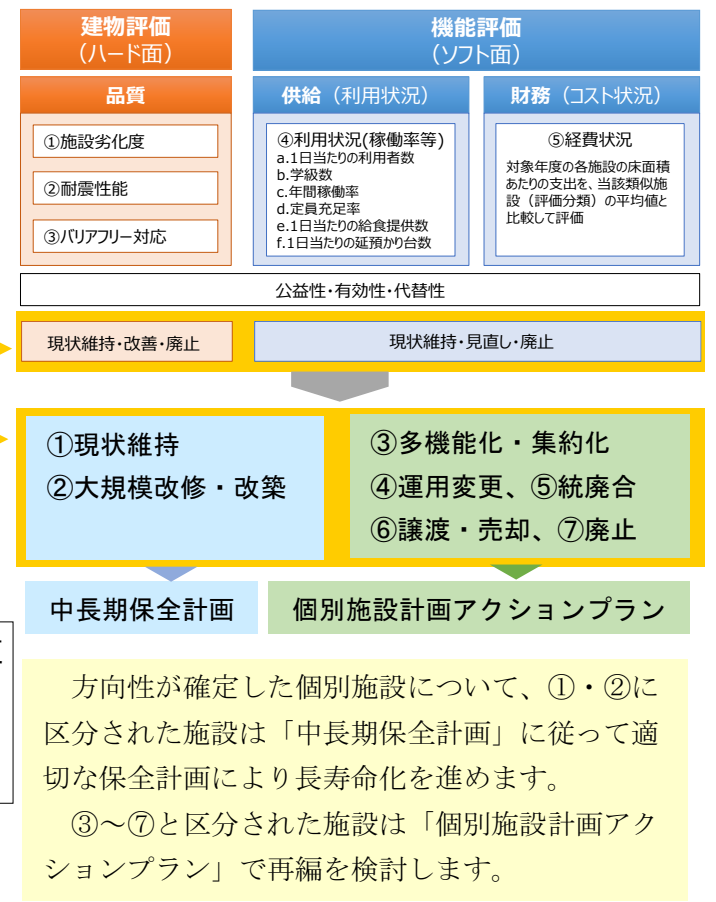 建物評価
（ハード面）
機能評価
（ソフト面）
品質
供給（利用状況）
財務（コスト状況）
①施設劣化度
②耐震性能
③バリアフリー対応
④利用状況(稼働率等)
a.1日当たりの利用者数
b.学級数
c.年間稼働率
d.定員充足率
e.1日当たりの給食提供数
f.1日当たりの延預かり台数
⑤経費状況
対象年度の各施設の床面積
あたりの支出を、当該類似施
設（評価分類）の平均値と
比較して評価
公益性・有効性・代替性
現状維持・改善・廃止
現状維持・見直し・廃止
①現状維持
②大規模改修・改築
③多機能化・集約化
④運用変更、⑤統廃合
⑥譲渡・売却、⑦廃止
中長期保全計画
個別施設計画アクションプラン
方向性が確定した個別施設について、①・②に
区分された施設は「中長期保全計画」に従って適
切な保全計画により長寿命化を進めます。
③～⑦と区分された施設は「個別施設計画アク
ションプラン」で再編を検討します。